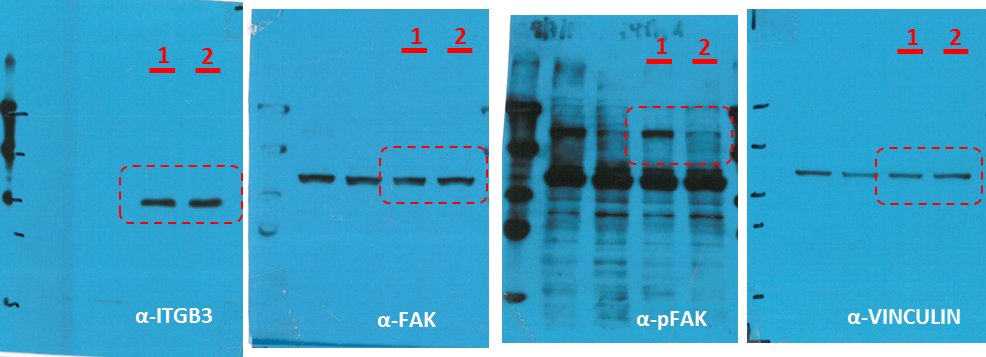 1 2
α-ITGB3
1 2
α-FAK
1 2
α-pFAK
1 2
α-VINCULIN